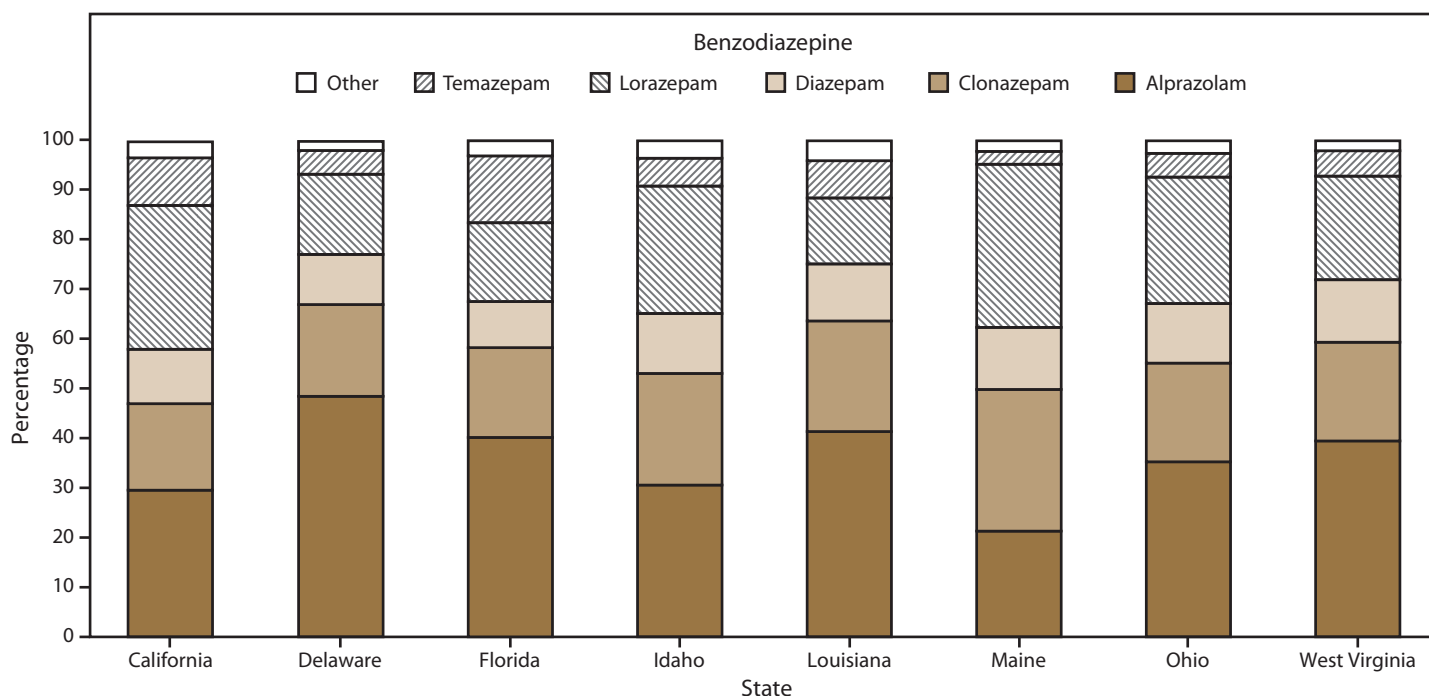 Benzodiazepine
Other Temazepam Lorazepam Diazepam Clonazepam Alprazolam
100
90
80
70
60
50
40
30
20
10
0
Percentage
California Delaware Florida Idaho Louisiana Maine Ohio West Virginia
State